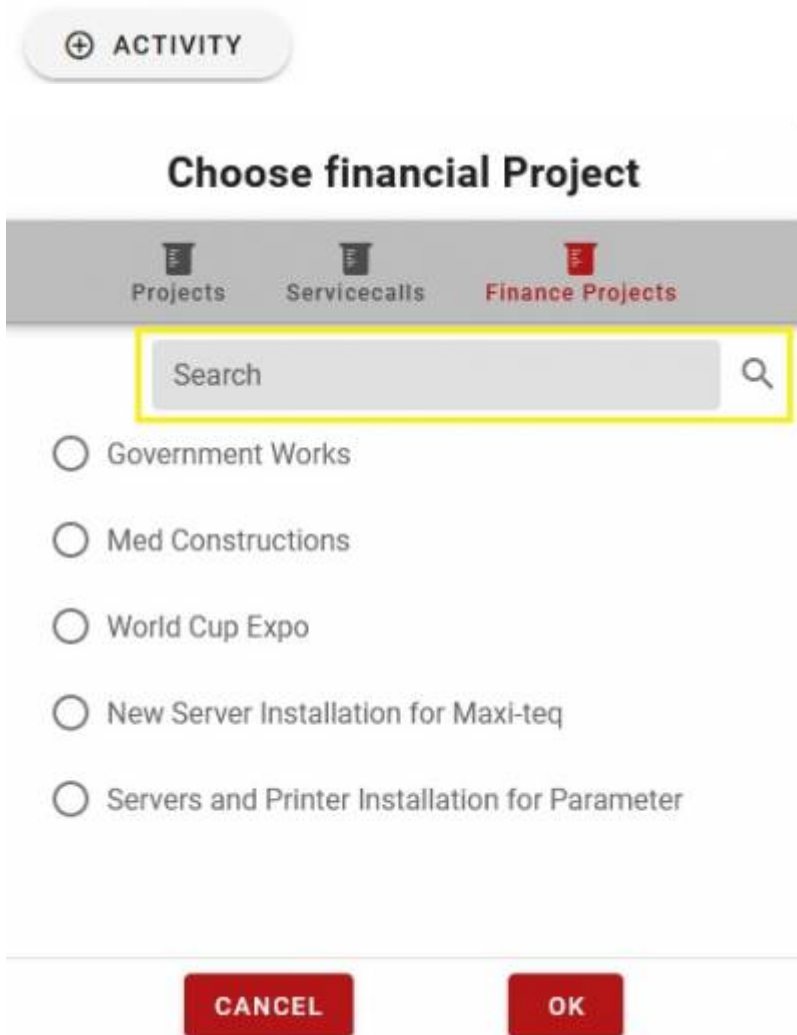 ACTIVITY
Choose financial Project
Projects Servicecalls Finance Projects
Search
Government Works
Med Constructions
World Cup Expo
New Server Installation for Maxi-teq
Servers and Printer Installation for Parameter
CANCEL OK